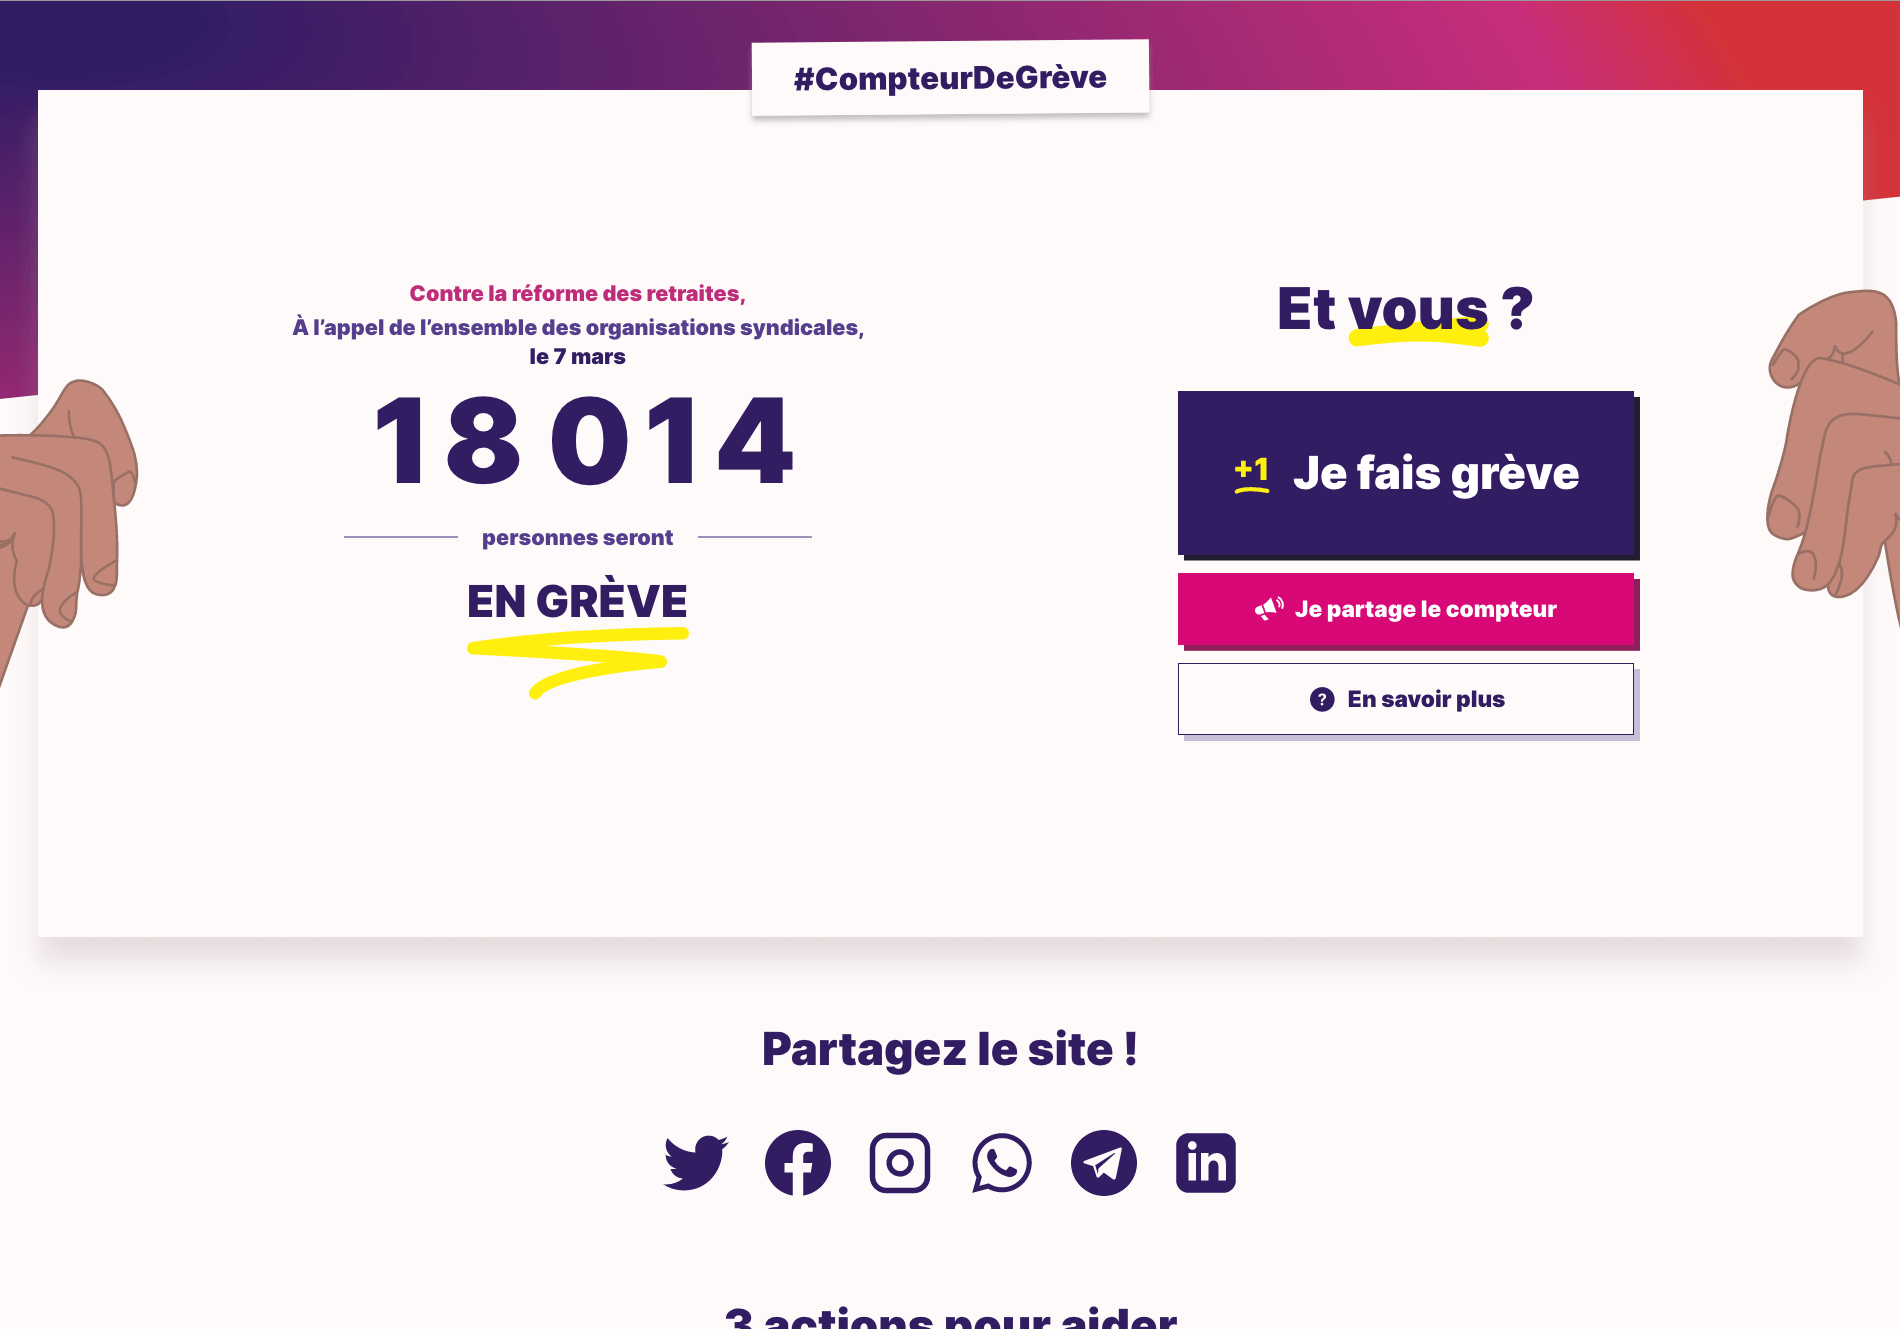 #CompteurDeGrève
Contre la réforme des retraites,
À l’appel de l’ensemble des organisations syndicales,
le 7 mars
18 014
personnes seront
EN GRÈVE
Et vous ?
+1 Je fais grève
Je partage le compteur
? En savoir plus
Partagez le site !
in
3 actions pour aider